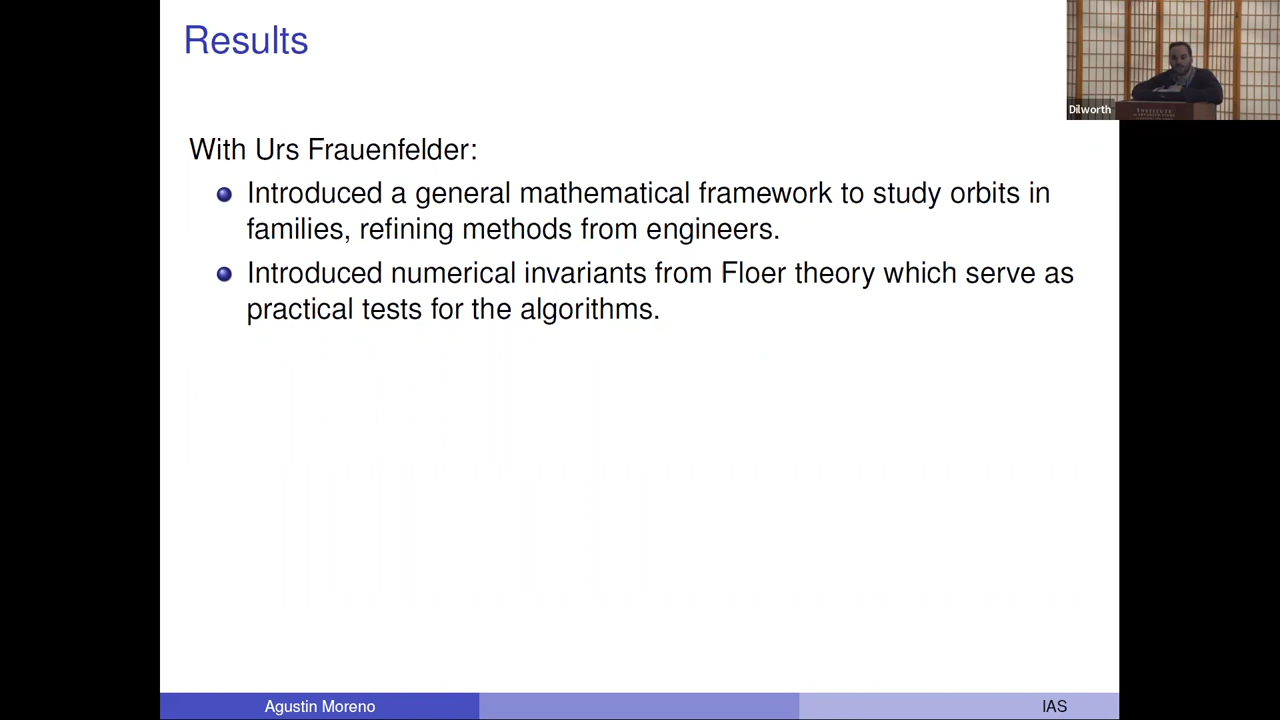 Results
With Urs Frauenfelder:
Introduced a general mathematical framework to study orbits in
families, refining methods from engineers.
Introduced numerical invariants from Floer theory which serve as
practical tests for the algorithms.
Dilworth
INSTITUTE
Agustin Moreno
IAS